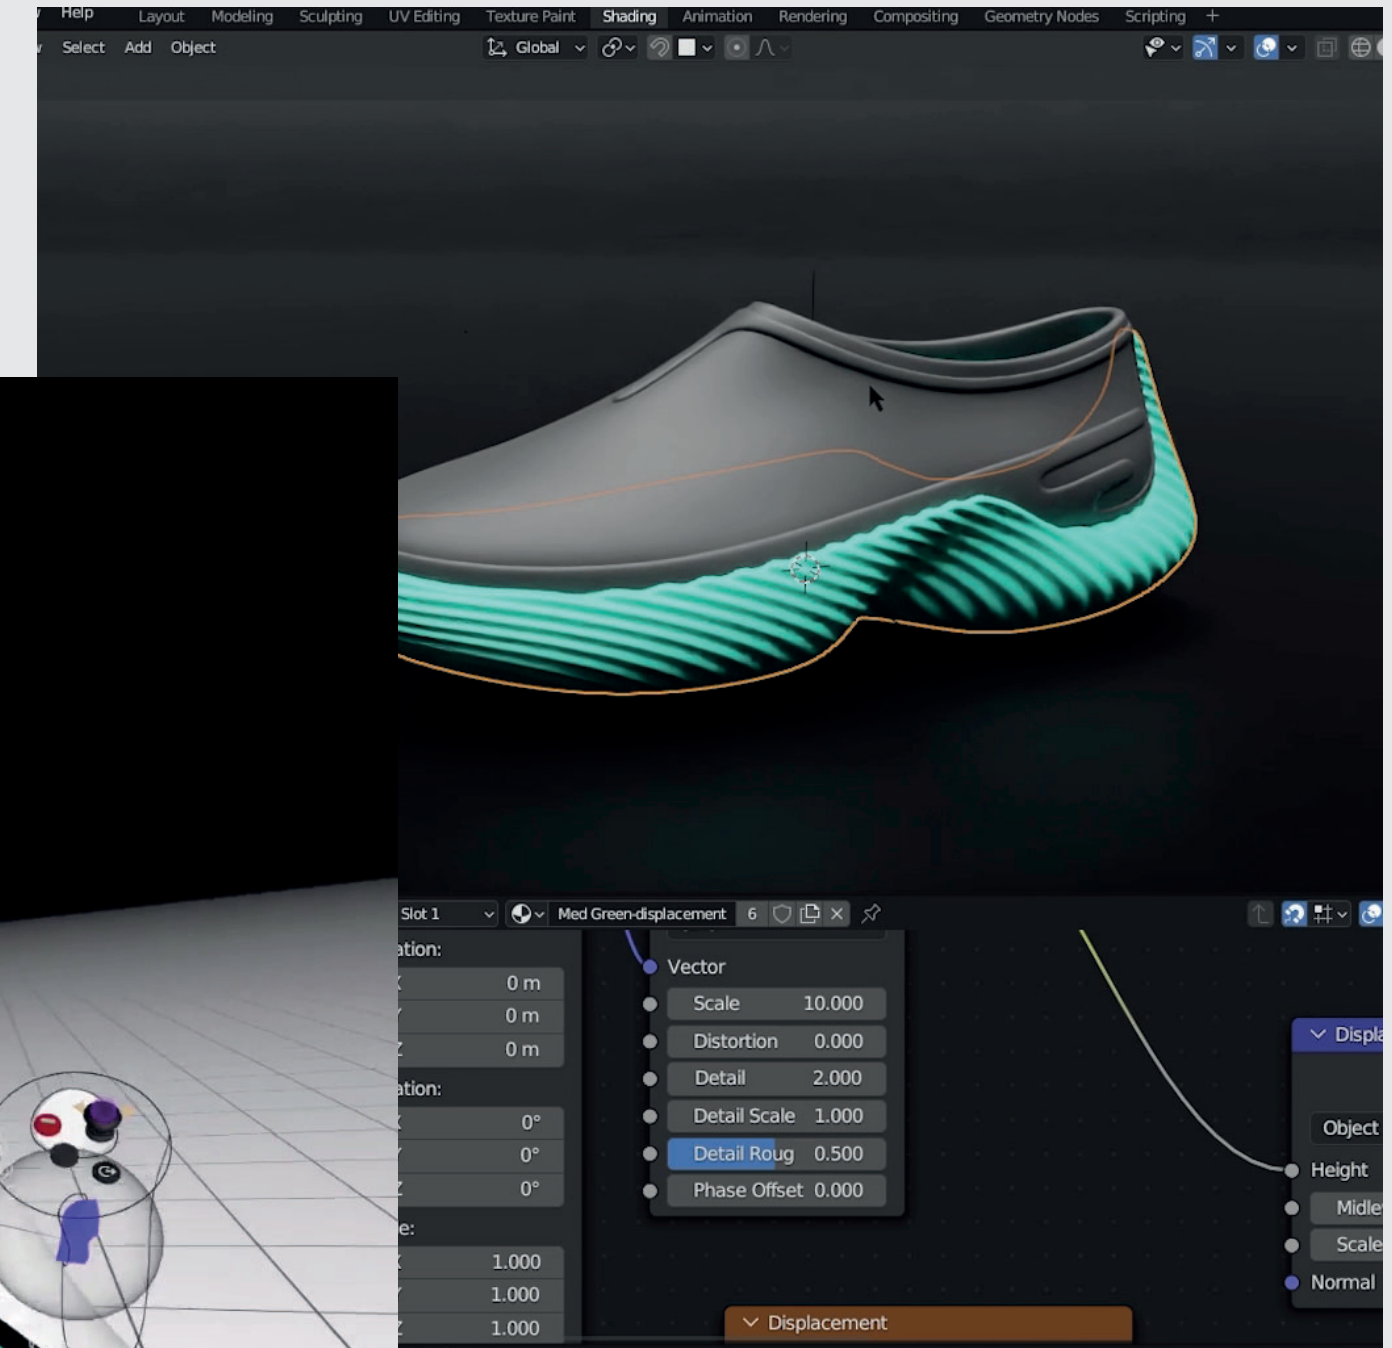 Help Layout Modeling Sculpting UV Editing Texture Paint Shading Animation Rendering Compositing Geometry Nodes Scripting +
Select Add Object Global
Slot 1 Med Green-displacement 6
ation:
0 m
0 m
Z 0 m
ation:
0°
0°
Z 0°
e:
1.000
1.000
Z 1.000
Vector
Scale 10.000
Distortion 0.000
Detail 2.000
Detail Scale 1.000
Detail Roug 0.500
Phase Offset 0.000
Displacement
Displa
Object
Height
Midle
Scale
Normal